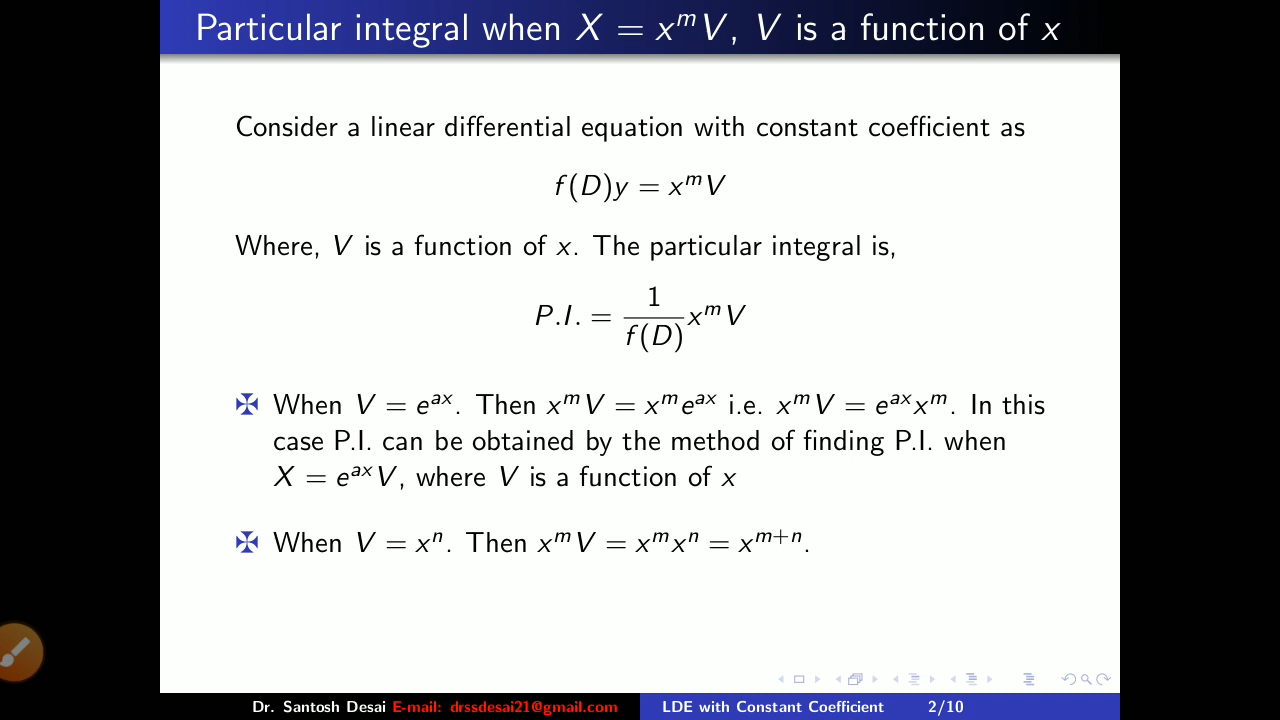 Particular integral when X = xᵐV, V is a function of x
Consider a linear differential equation with constant coefficient as
f(D)y = xᵐV
Where, V is a function of x. The particular integral is,
P.I. = 1/f(D) xᵐV
✠ When V = eᵃˣ. Then xᵐV = xᵐeᵃˣ i.e. xᵐV = eᵃˣxᵐ. In this
case P.I. can be obtained by the method of finding P.I. when
X = eᵃˣV, where V is a function of x
✠ When V = xⁿ. Then xᵐV = xᵐxⁿ = xᵐ⁺ⁿ.
Dr. Santosh Desai E-mail: drssdesai21@gmail.com LDE with Constant Coefficient 2/10